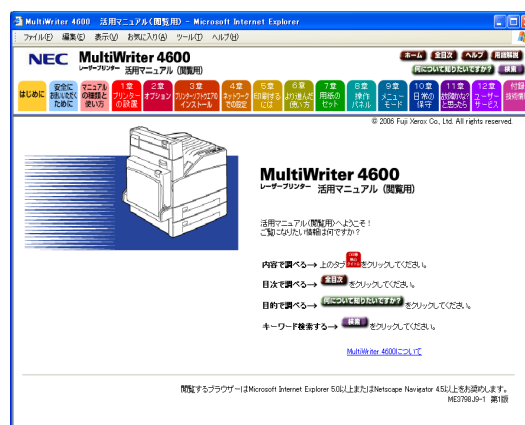 MultiWriter 4600 活用マニュアル(閲覧用) - Microsoft Internet Explorer
ファイル(F) 編集(E) 表示(V) お気に入り(A) ツール(T) ヘルプ(H)
NEC MultiWriter 4600
レーザープリンター 活用マニュアル (閲覧用)
ホーム 全目次 ヘルプ 用語解説
何について知りたいですか? 検索
はじめに
安全にお使いいただくために
マニュアルの種類と使い方
1章 プリンターの設置
2章 オプション
3章 プリンターソフトウエアのインストール
4章 ネットワークでの設定
5章 印刷するには
6章 より進んだ使い方
7章 用紙のセット
8章 操作パネル
9章 メニューモード
10章 日常の保守
11章 故障かな?と思ったら
12章 ユーザーサービス
付録 技術情報
© 2006 Fuji Xerox Co., Ltd. All rights reserved.
MultiWriter 4600
レーザープリンター 活用マニュアル (閲覧用)
活用マニュアル(閲覧用)へようこそ!
ご覧になりたい情報は何ですか?
内容で調べる→ 上のタブをクリックしてください。
目次で調べる→ 全目次 をクリックしてください。
目的で調べる→ 何について知りたいですか? をクリックしてください。
キーワード検索する→ 検索 をクリックしてください。
MultiWriter 4600について
閲覧するブラウザーはMicrosoft Internet Explorer 5.0以上またはNetscape Navigator 4.5以上をお奨めします。
ME3798J9-1 第1版